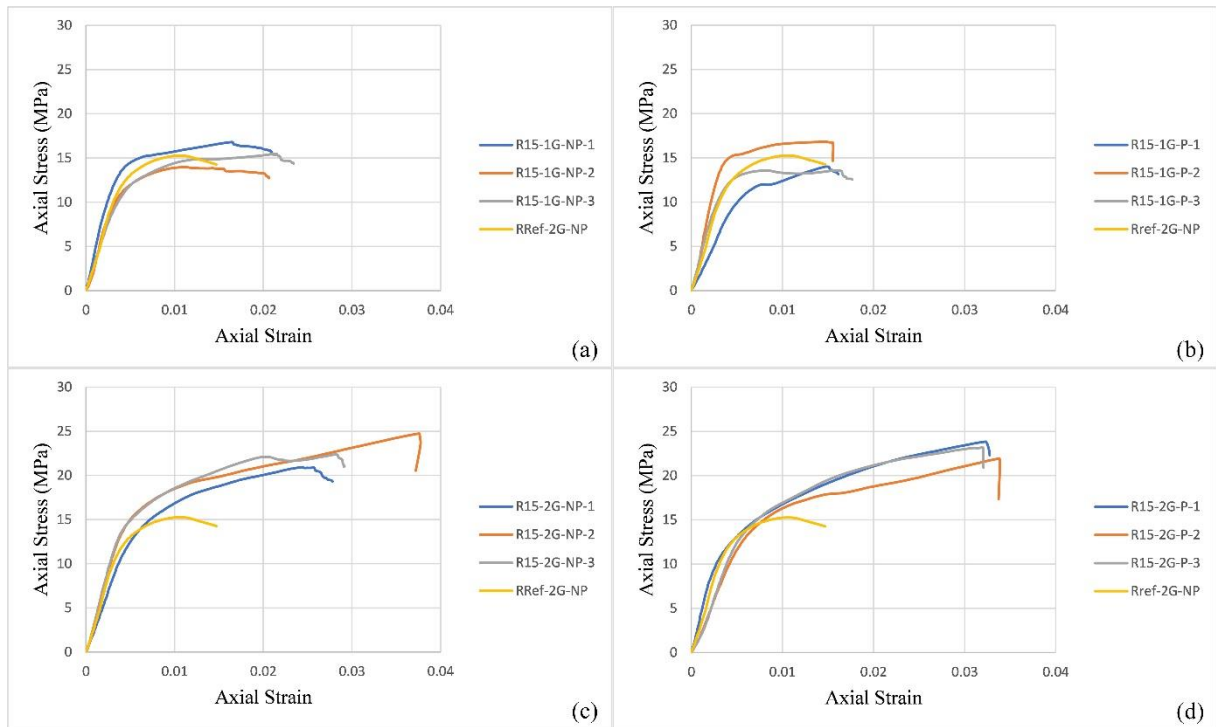 30
25
20
15
10
5
0
Axial Stress (MPa)
0 0.01 0.02 0.03 0.04
Axial Strain
R15-1G-NP-1
R15-1G-NP-2
R15-1G-NP-3
RRef-2G-NP
(a)
30
25
20
15
10
5
0
Axial Stress (MPa)
0 0.01 0.02 0.03 0.04
Axial Strain
R15-1G-P-1
R15-1G-P-2
R15-1G-P-3
Rref-2G-NP
(b)
30
25
20
15
10
5
0
Axial Stress (MPa)
0 0.01 0.02 0.03 0.04
Axial Strain
R15-2G-NP-1
R15-2G-NP-2
R15-2G-NP-3
RRef-2G-NP
(c)
30
25
20
15
10
5
0
Axial Stress (MPa)
0 0.01 0.02 0.03 0.04
Axial Strain
R15-2G-P-1
R15-2G-P-2
R15-2G-P-3
Rref-2G-NP
(d)